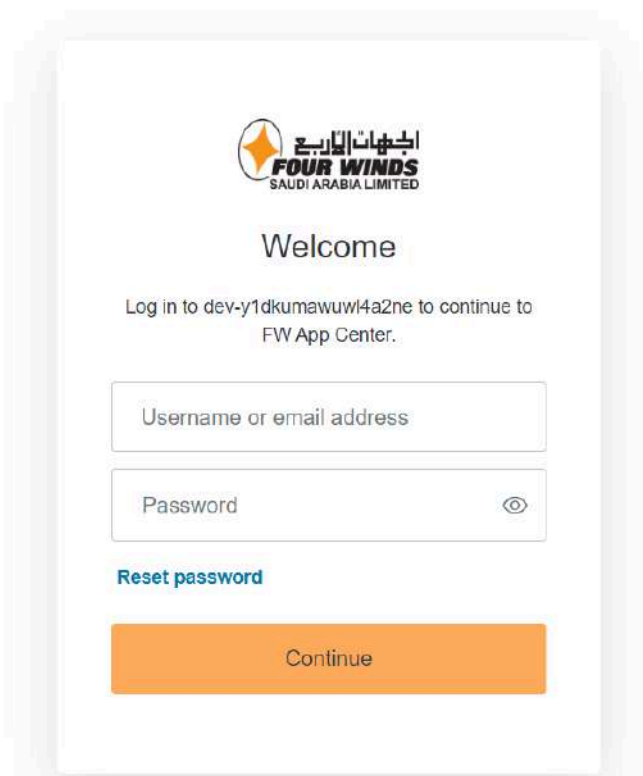 الجهات الأربع
FOUR WINDS
SAUDI ARABIA LIMITED
Welcome
Log in to dev-y1dkumawuwl4a2ne to continue to
FW App Center.
Username or email address
Password
Reset password
Continue